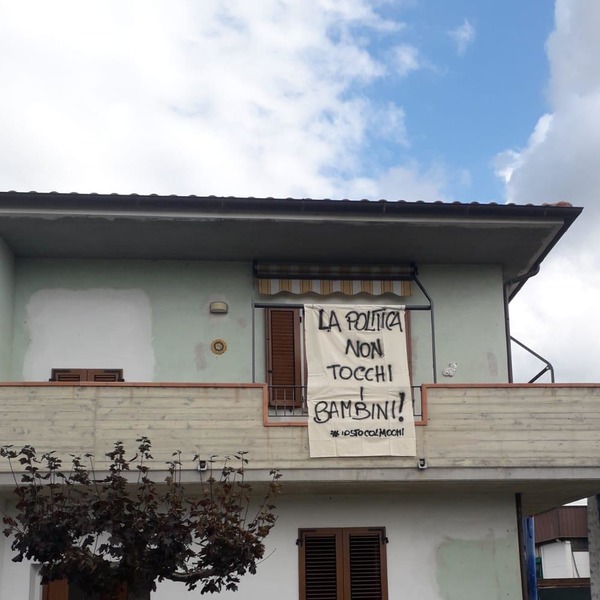 LA POLITICA
NON
TOCCHI
I
BAMBINI!
#IOSTOCOLMOCHI